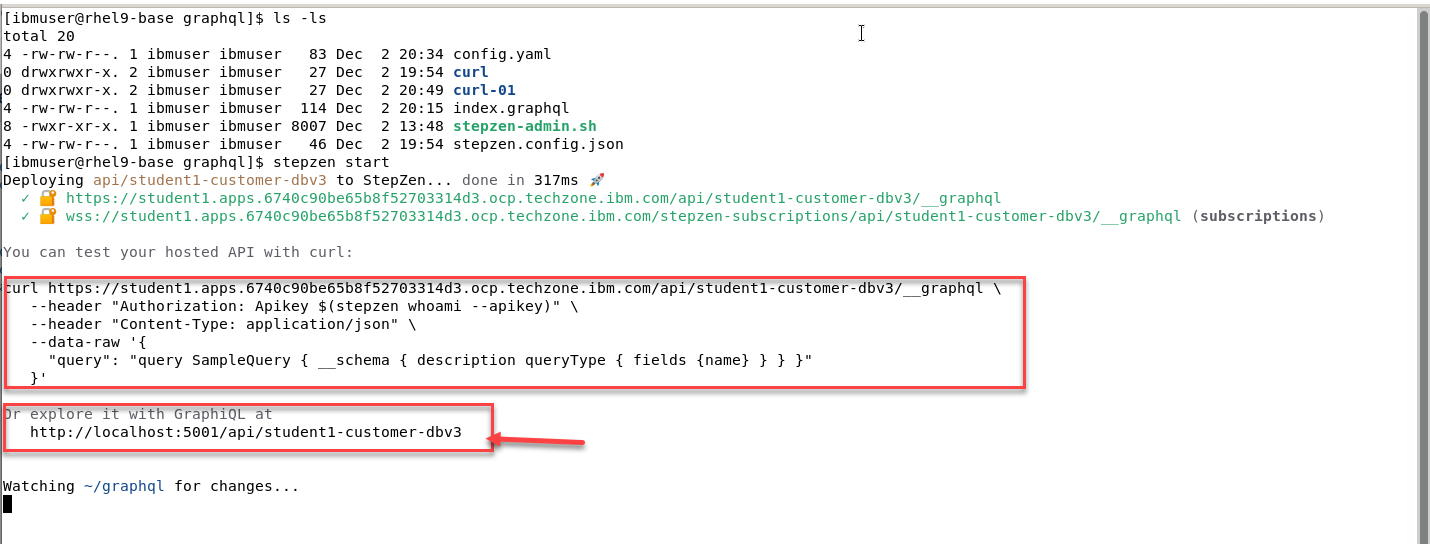 [ibmuser@rhel9-base graphql]$ ls -ls
total 20
4 -rw-rw-r--. 1 ibmuser ibmuser   83 Dec  2 20:34 config.yaml
0 drwxrwxr-x. 2 ibmuser ibmuser   27 Dec  2 19:54 curl
0 drwxrwxr-x. 2 ibmuser ibmuser   27 Dec  2 20:49 curl-01
4 -rw-rw-r--. 1 ibmuser ibmuser  114 Dec  2 20:15 index.graphql
8 -rwxr-xr-x. 1 ibmuser ibmuser 8007 Dec  2 13:48 stepzen-admin.sh
4 -rw-rw-r--. 1 ibmuser ibmuser   46 Dec  2 19:54 stepzen.config.json
[ibmuser@rhel9-base graphql]$ stepzen start
Deploying api/student1-customer-dbv3 to StepZen... done in 317ms 🚀
  ✓ 🔐 https://student1.apps.6740c90be65b8f52703314d3.ocp.techzone.ibm.com/api/student1-customer-dbv3/__graphql
  ✓ 🔐 wss://student1.apps.6740c90be65b8f52703314d3.ocp.techzone.ibm.com/stepzen-subscriptions/api/student1-customer-dbv3/__graphql (subscriptions)
You can test your hosted API with curl:
curl https://student1.apps.6740c90be65b8f52703314d3.ocp.techzone.ibm.com/api/student1-customer-dbv3/__graphql \
   --header "Authorization: Apikey $(stepzen whoami --apikey)" \
   --header "Content-Type: application/json" \
   --data-raw '{
     "query": "query SampleQuery { __schema { description queryType { fields {name} } } }"
   }'
Or explore it with GraphiQL at
   http://localhost:5001/api/student1-customer-dbv3
Watching ~/graphql for changes...